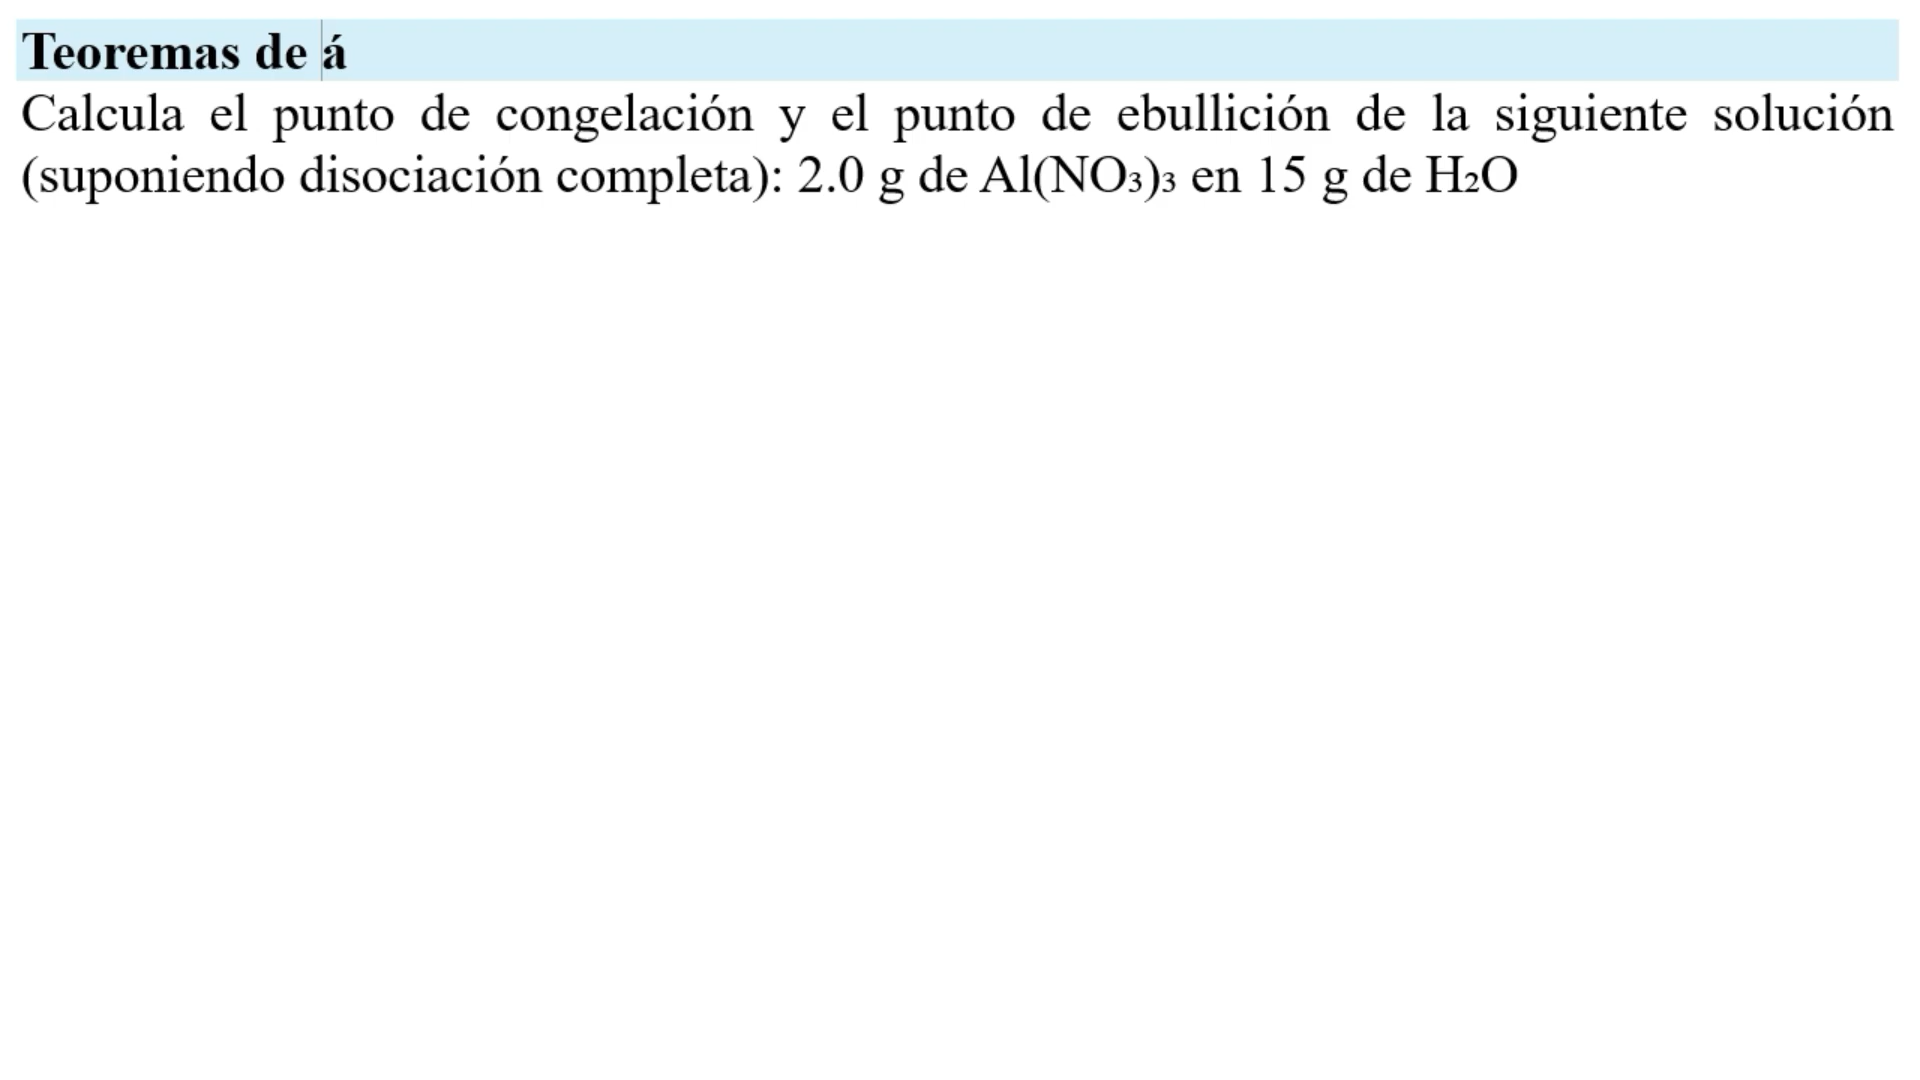 Teoremas de á
Calcula el punto de congelación y el punto de ebullición de la siguiente solución
(suponiendo disociación completa): 2.0 g de Al(NO₃)₃ en 15 g de H₂O